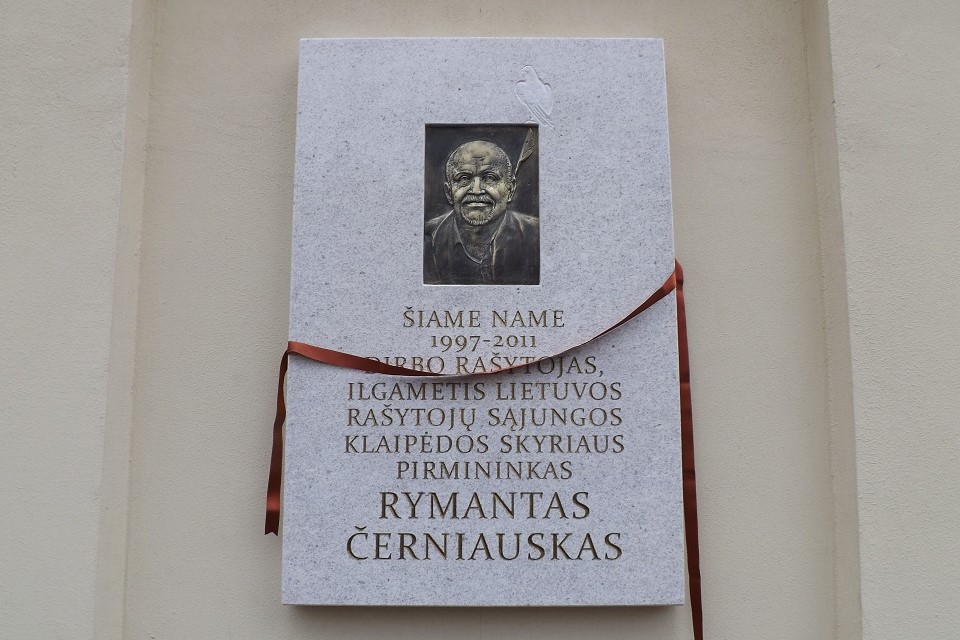 ŠIAME NAME
1997-2011
DIRBO RAŠYTOJAS,
ILGAMETIS LIETUVOS
RAŠYTOJŲ SĄJUNGOS
KLAIPĖDOS SKYRIAUS
PIRMININKAS
RYMANTAS
ČERNIAUSKAS